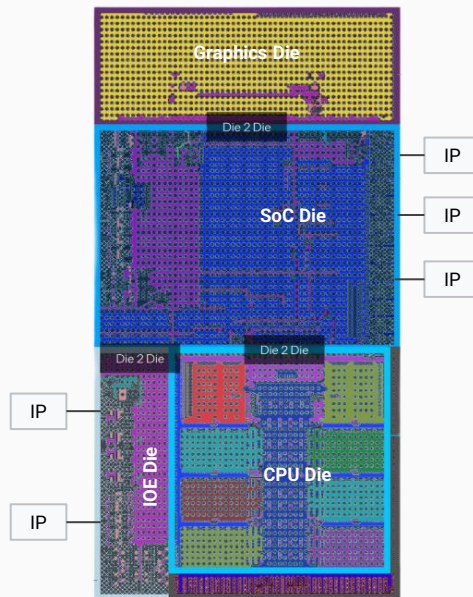 Graphics Die
Die 2 Die
IP
SoC Die
IP
IP
Die 2 Die
Die 2 Die
IP
IOE Die
CPU Die
IP